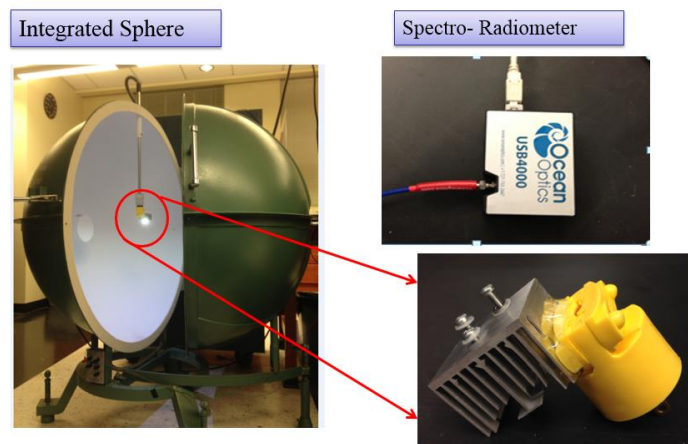 Integrated Sphere
Spectro- Radiometer
Ocean
Optics
USB4000